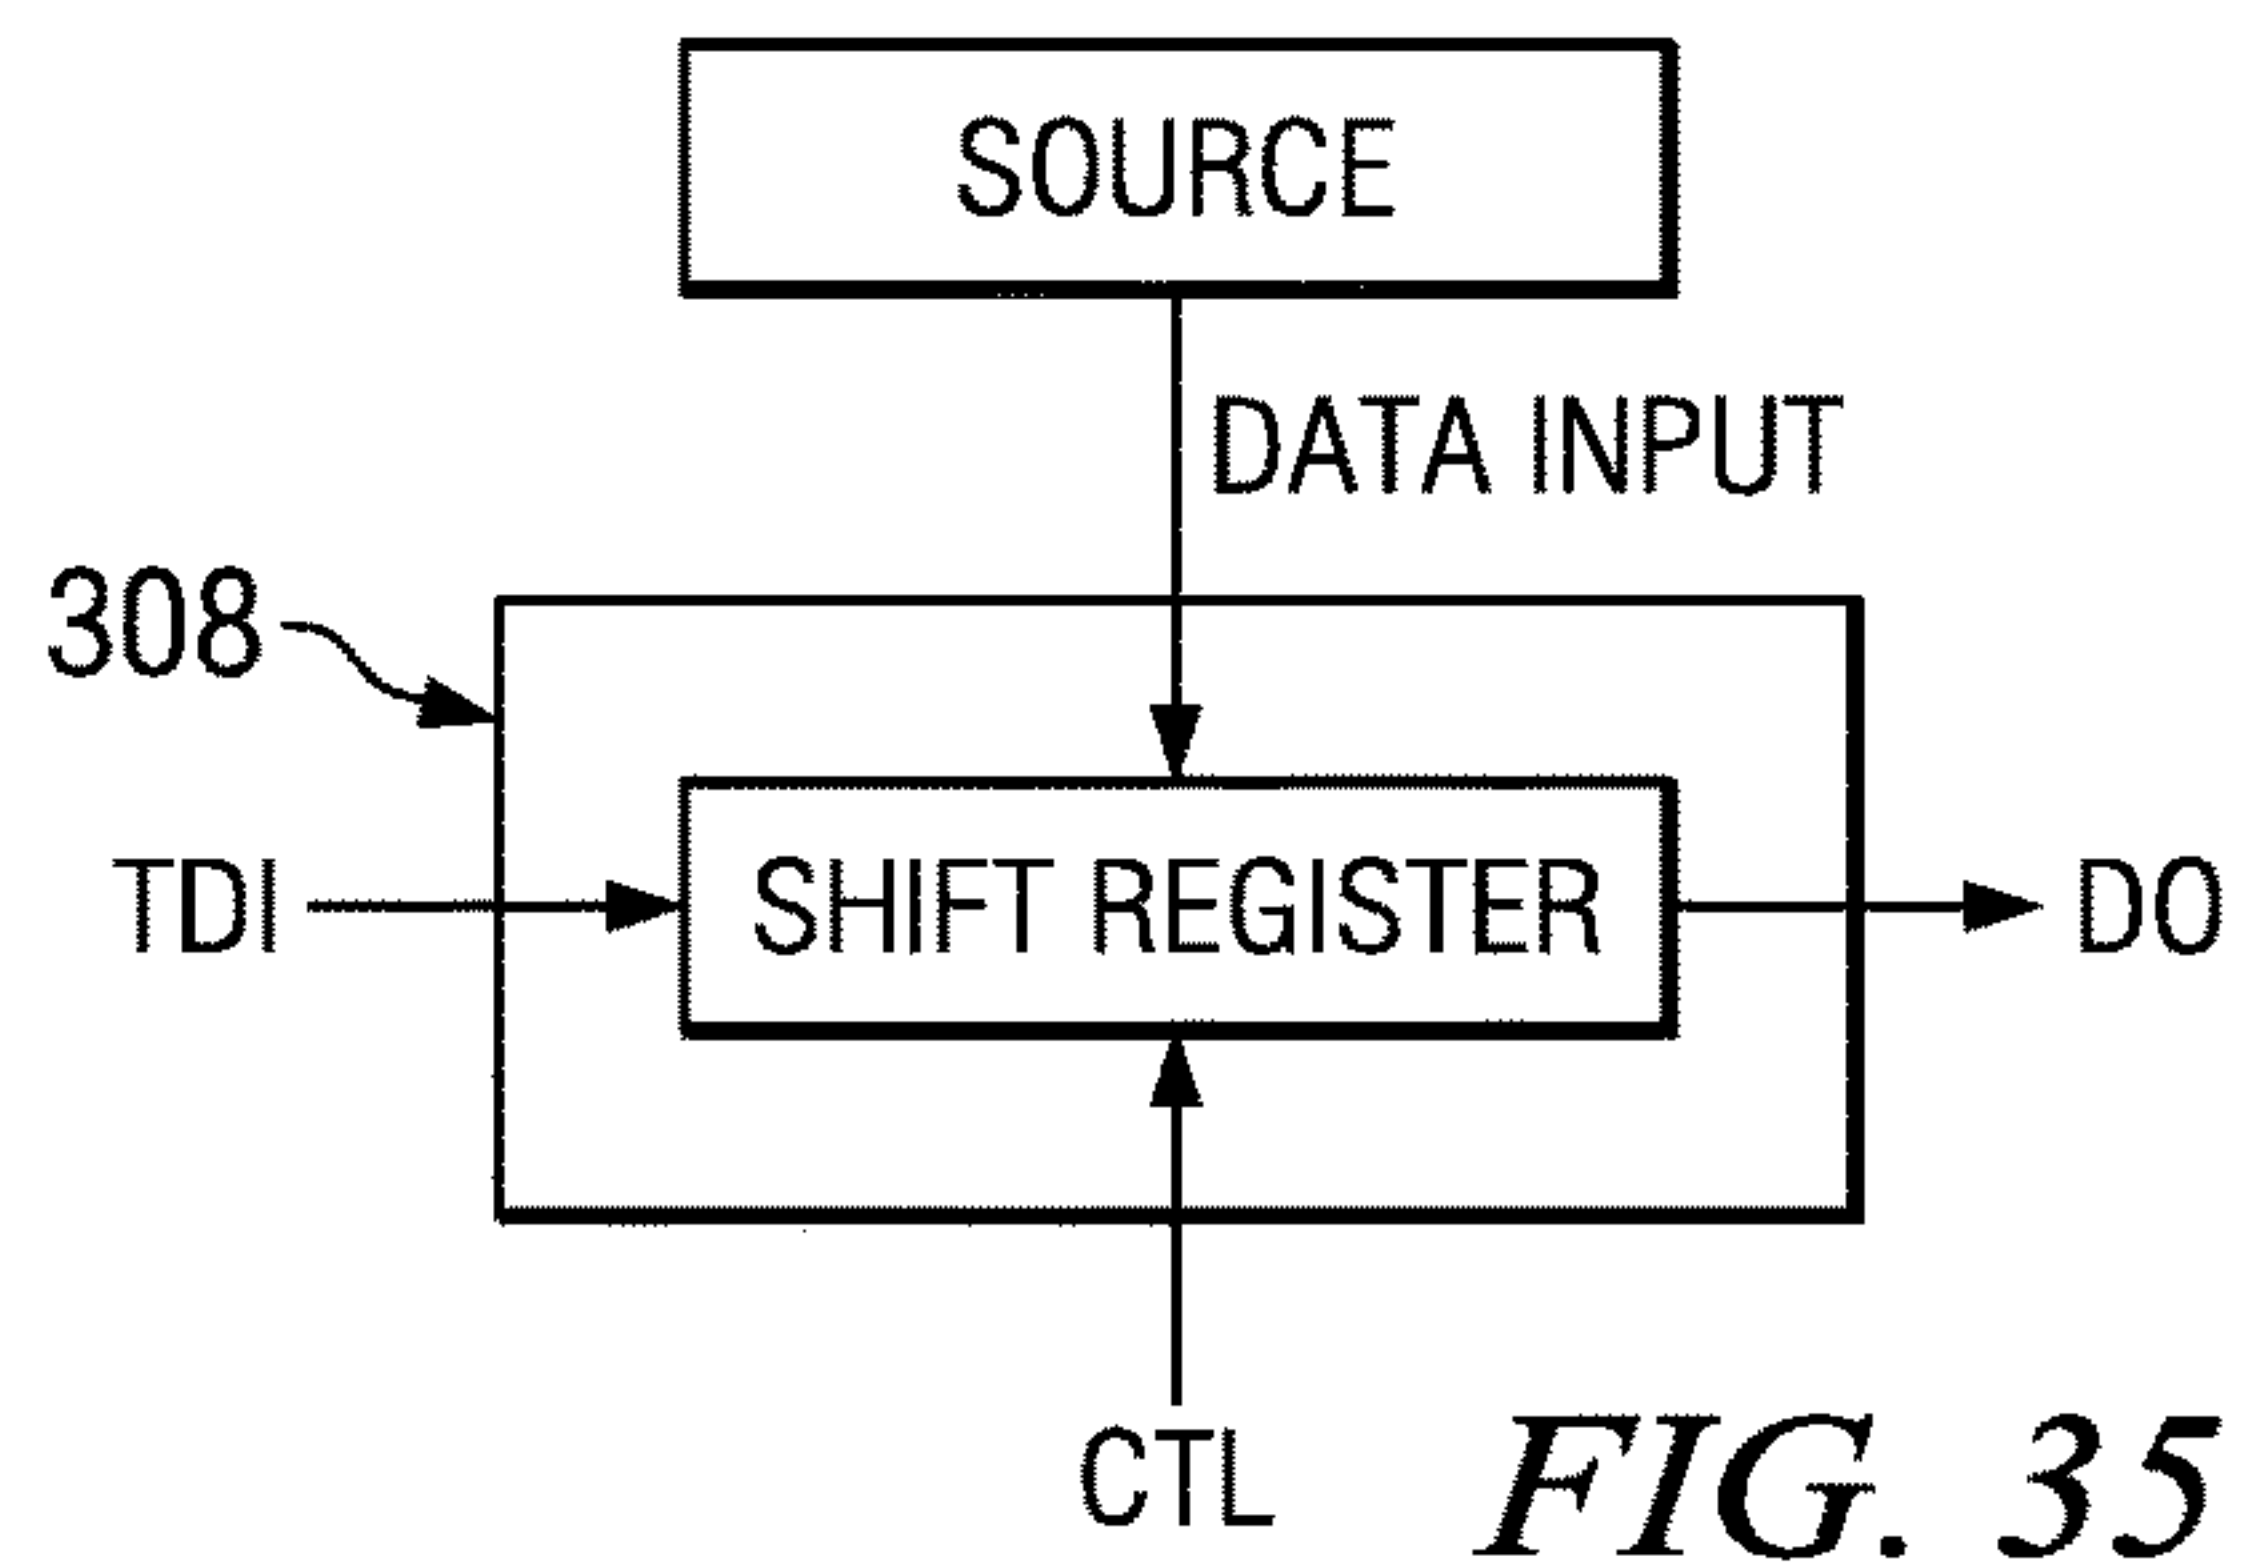 SOURCE
DATA INPUT
308
TDI
SHIFT REGISTER
DO
CTL
FIG. 35